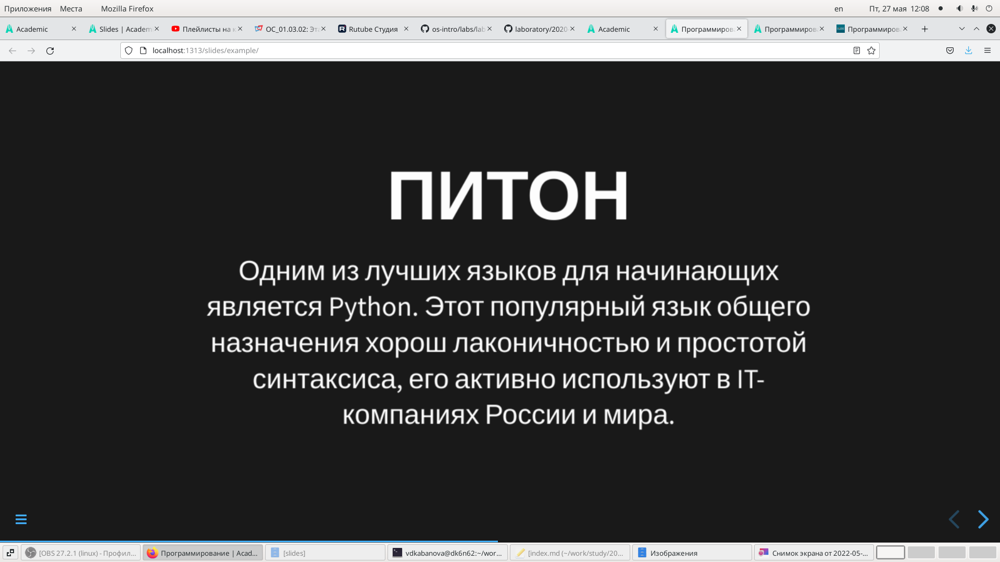 Приложения Места Mozilla Firefox en Пт, 27 мая 12:08
Academic Slides | Academ Плейлисты на к ОС_01.03.02: Эта Rutube Студия os-intro/labs/lab laboratory/2020- Academic Программирова Программирова Программирова
localhost:1313/slides/example/
ПИТОН
Одним из лучших языков для начинающих
является Python. Этот популярный язык общего
назначения хорош лаконичностью и простотой
синтаксиса, его активно используют в IT-
компаниях России и мира.
[OBS 27.2.1 (linux) - Профил... Программирование | Acad... [slides] vdkabanova@dk6n62:~/wor... [index.md (~/work/study/20... Изображения Снимок экрана от 2022-05-...